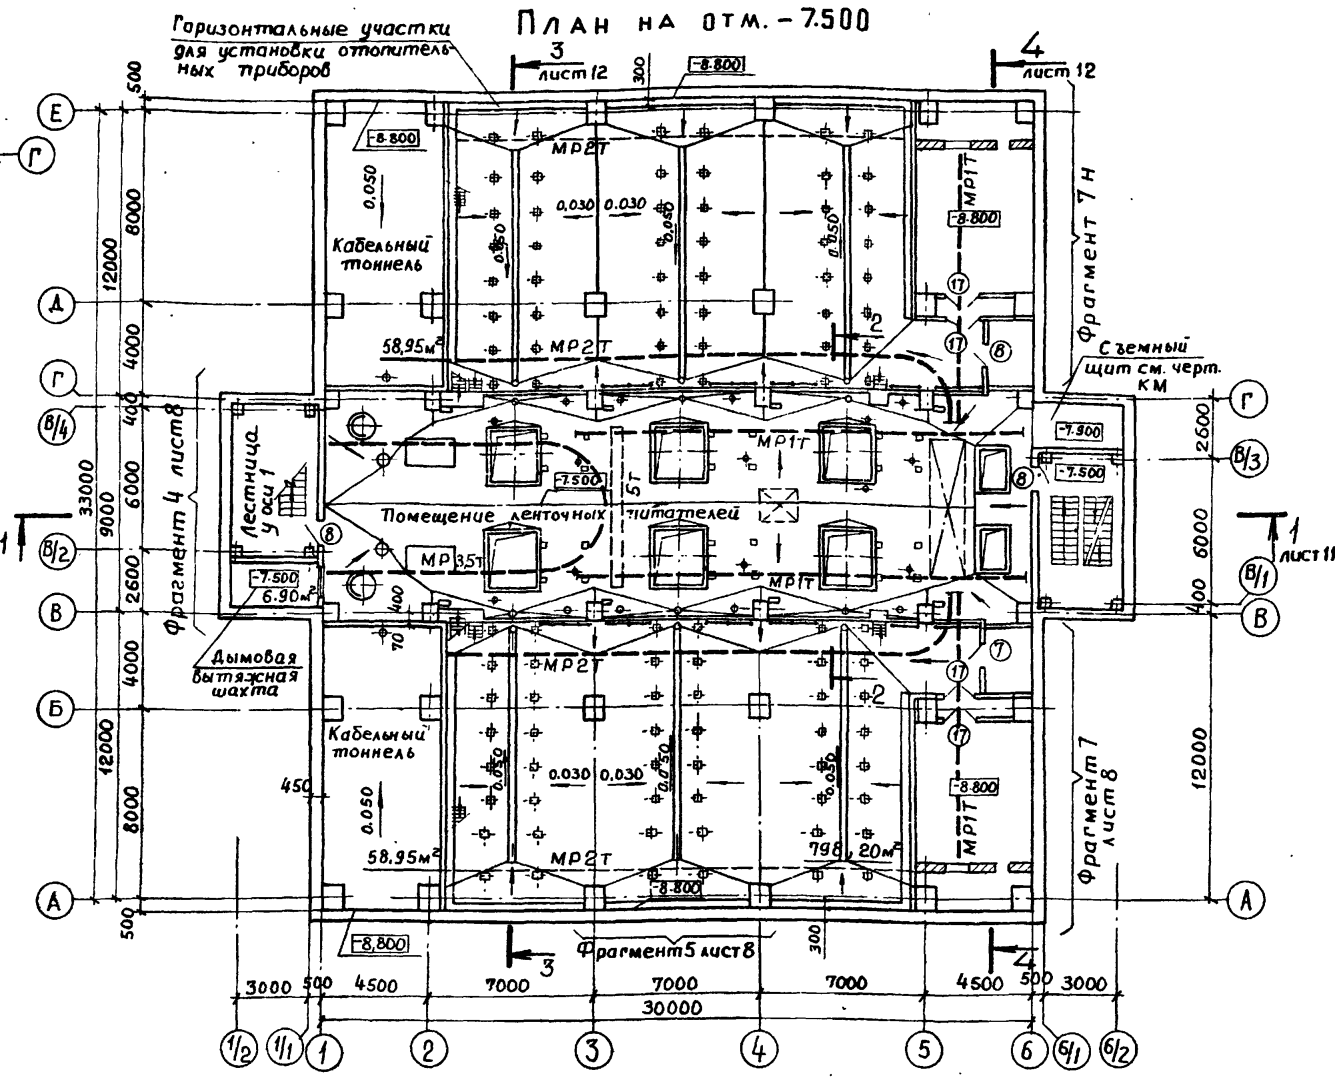 План на отм. -7.500
Горизонтальные участки
для установки отопитель-
ных приборов
3
лист 12
4
лист 12
300
-8.800
500
Е
Г
-8.800
МР2Т
МР1Т
-8.800
Фрагмент 7н
0.050
8000
12000
Кабельный
тоннель
0.030 0.030
0.050
0.050
0.050
17
Д
4000
58,95м²
МР2Т
2
17
8
Съемный
щит см. черт.
КМ
Г
400
В/4
33000
9000
6000
Фрагмент 4 лист 8
Лестница
у оси 1
МР1Т
-7.900
-7.500
Г
2600
В/3
-7.500
5т
8
Помещение ленточных питателей
1
8
6000
1
лист 11
В/2
МР3,5т
МР1Т
-7.500
6.90м²
2600
В/1
400
В
В
400
70
Дымовая
вытяжная
шахта
4000
МР2Т
7
17
2
Б
Кабельный
тоннель
17
12000
450
0.050
0.050
0.030 0.030
0.050
0.050
-8.800
МР1Т
Фрагмент 7
лист 8
12000
8000
58,95м²
МР2Т
798,20м²
-8.800
А
А
500
-8,800
3
Фрагмент 5 лист 8
300
4
3000 500 4500 7000 7000 7000 4500 500 3000
30000
1/2 1/1 1 2 3 4 5 6 6/1 6/2